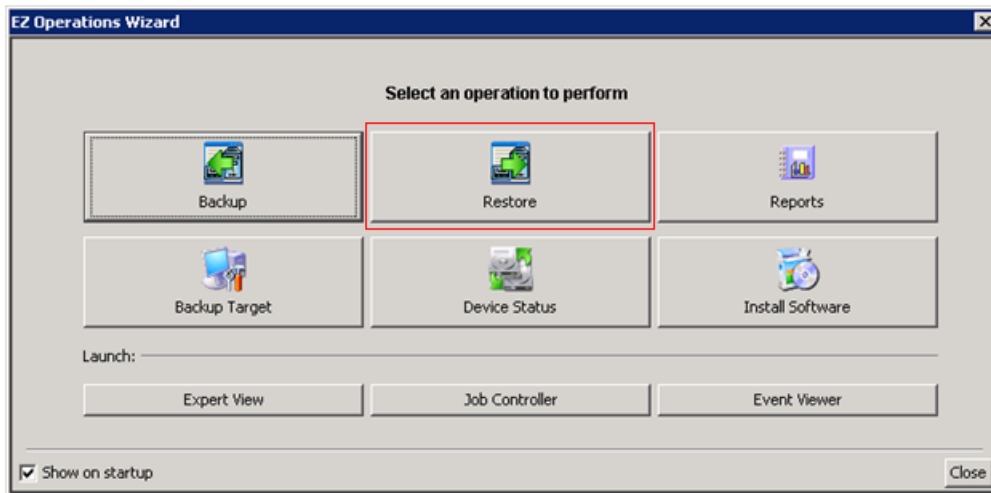 EZ Operations Wizard
Select an operation to perform
Backup
Restore
Reports
Backup Target
Device Status
Install Software
Launch:
Expert View
Job Controller
Event Viewer
Show on startup
Close